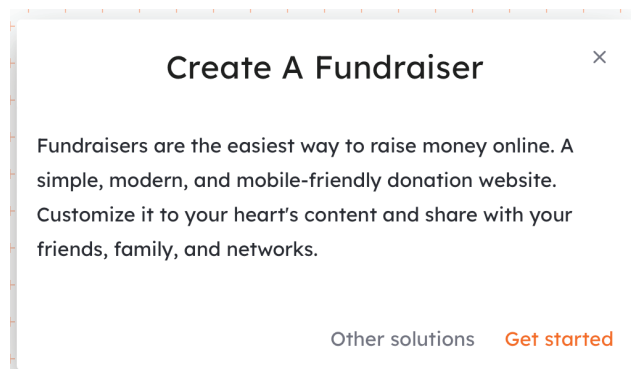 Create A Fundraiser
Fundraisers are the easiest way to raise money online. A
simple, modern, and mobile-friendly donation website.
Customize it to your heart's content and share with your
friends, family, and networks.
Other solutions Get started